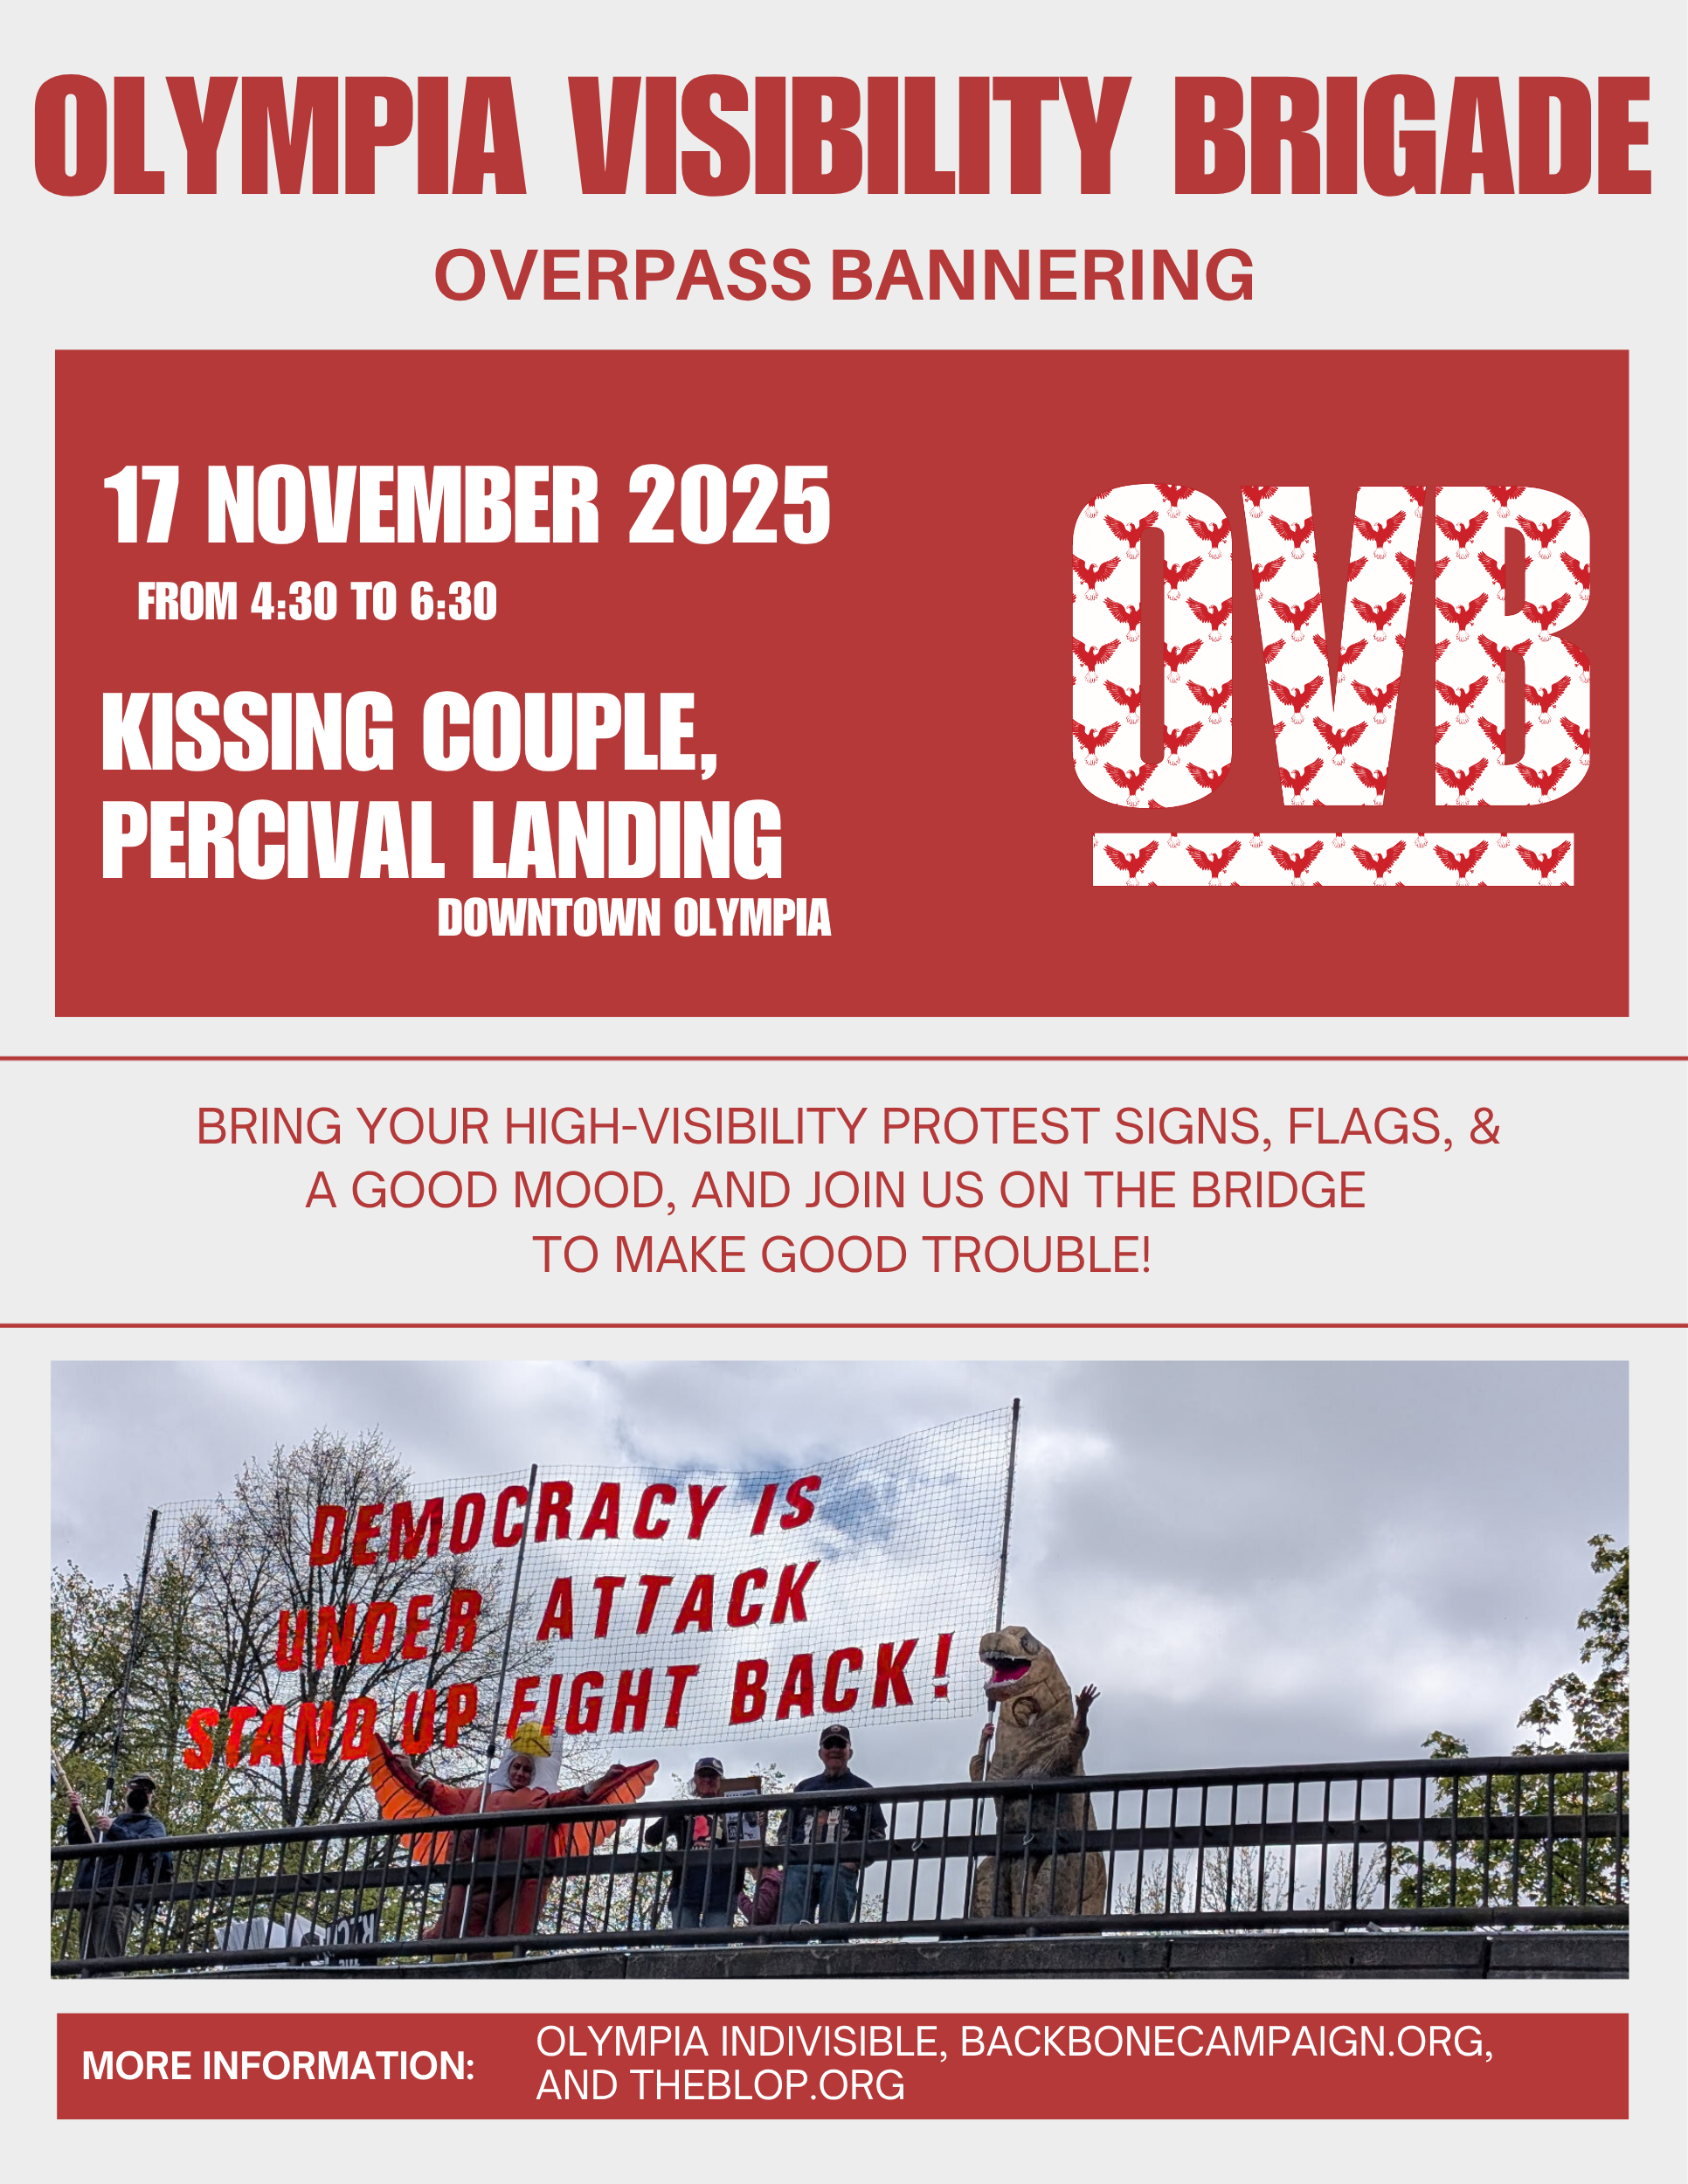 OLYMPIA VISIBILITY BRIGADE
OVERPASS BANNERING
17 NOVEMBER 2025
FROM 4:30 TO 6:30
KISSING COUPLE,
PERCIVAL LANDING
DOWNTOWN OLYMPIA
OVB
BRING YOUR HIGH-VISIBILITY PROTEST SIGNS, FLAGS, &
A GOOD MOOD, AND JOIN US ON THE BRIDGE
TO MAKE GOOD TROUBLE!
DEMOCRACY IS
UNDER ATTACK
STAND UP FIGHT BACK!
MORE INFORMATION:
OLYMPIA INDIVISIBLE, BACKBONECAMPAIGN.ORG,
AND THEBLOP.ORG